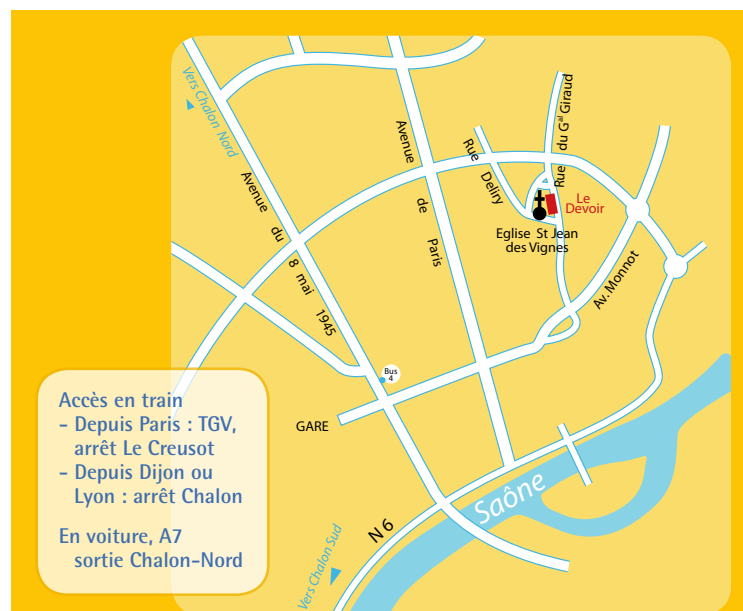 Vers Chalon Nord
Avenue du 8 mai 1945
Avenue de Paris
Rue Deliry
Rue du Gal Giraud
Le
Devoir
Eglise St Jean
des Vignes
Av. Monnot
Bus
4
GARE
Saône
N 6
Vers Chalon Sud
Accès en train
- Depuis Paris : TGV,
arrêt Le Creusot
- Depuis Dijon ou
Lyon : arrêt Chalon
En voiture, A7
sortie Chalon-Nord